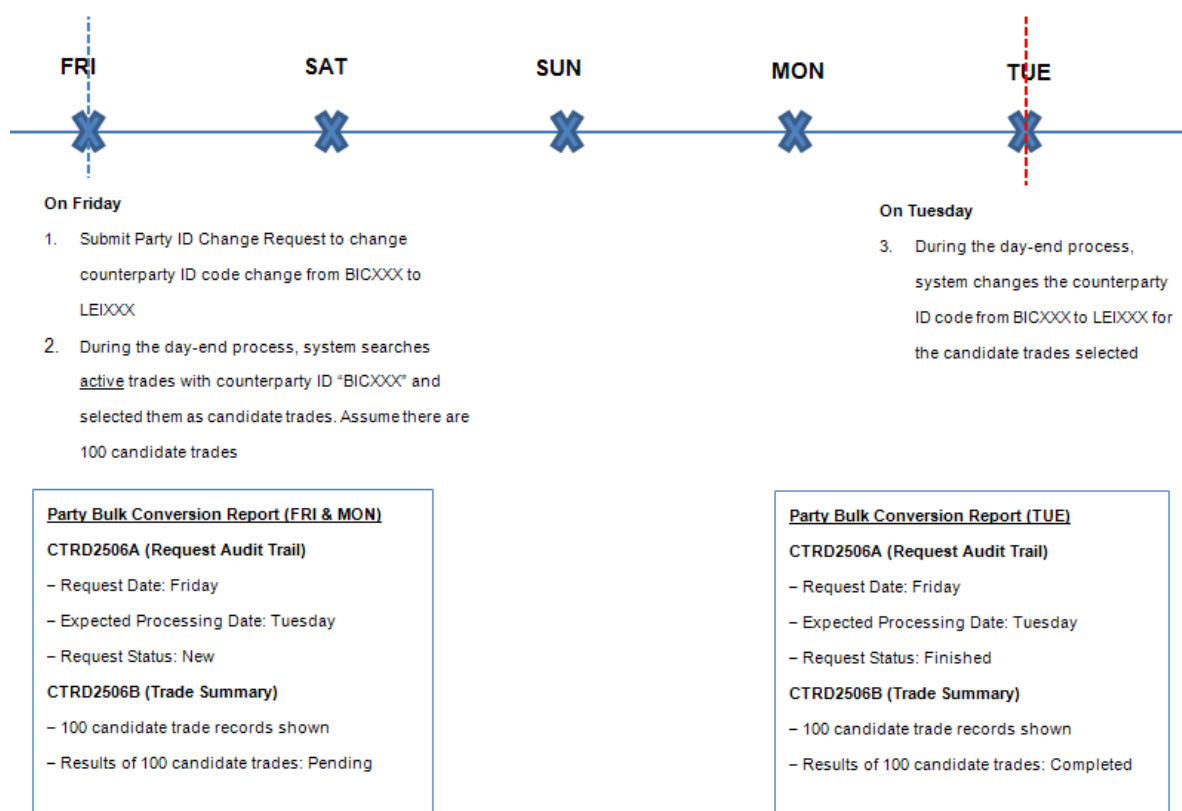 FRI SAT SUN MON TUE
On Friday
1. Submit Party ID Change Request to change
counterparty ID code change from BICXXX to
LEIXXX
2. During the day-end process, system searches
active trades with counterparty ID “BICXXX” and
selected them as candidate trades. Assume there are
100 candidate trades
On Tuesday
3. During the day-end process,
system changes the counterparty
ID code from BICXXX to LEIXXX for
the candidate trades selected
Party Bulk Conversion Report (FRI & MON)
CTRD2506A (Request Audit Trail)
– Request Date: Friday
– Expected Processing Date: Tuesday
– Request Status: New
CTRD2506B (Trade Summary)
– 100 candidate trade records shown
– Results of 100 candidate trades: Pending
Party Bulk Conversion Report (TUE)
CTRD2506A (Request Audit Trail)
– Request Date: Friday
– Expected Processing Date: Tuesday
– Request Status: Finished
CTRD2506B (Trade Summary)
– 100 candidate trade records shown
– Results of 100 candidate trades: Completed